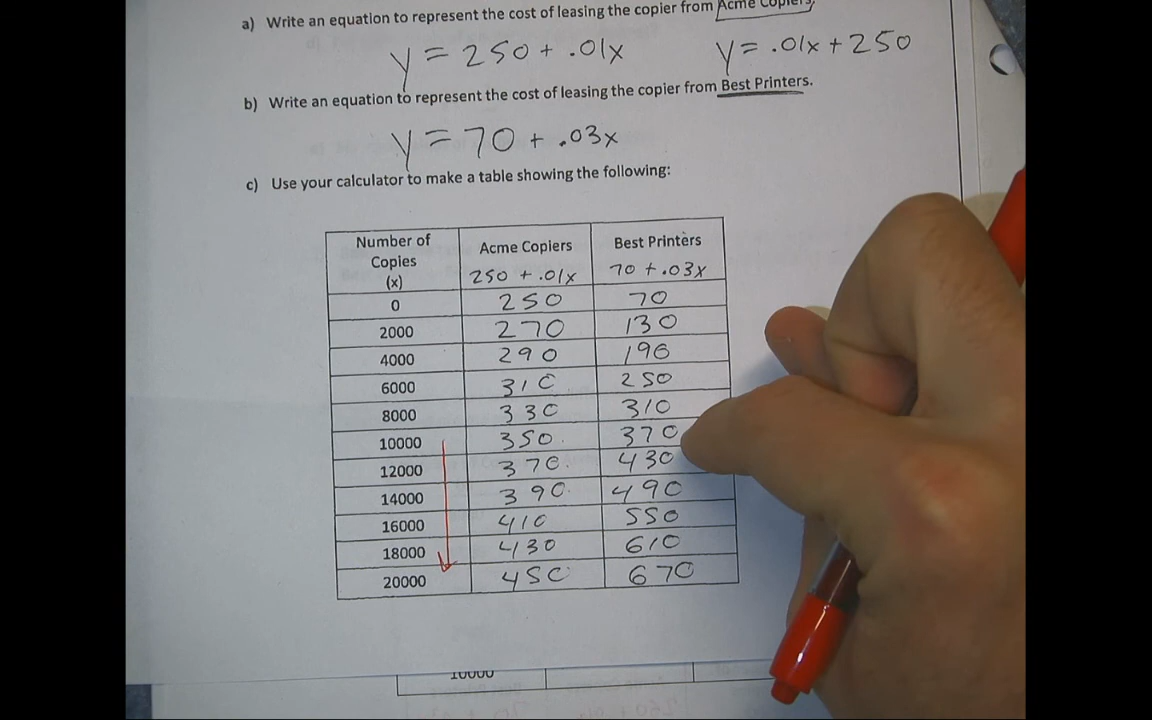 a) Write an equation to represent the cost of leasing the copier from Acme Copiers.
y = 250 + .01x y = .01x + 250
b) Write an equation to represent the cost of leasing the copier from Best Printers.
y = 70 + .03x
c) Use your calculator to make a table showing the following:
Number of Copies (x) Acme Copiers 250 + .01x Best Printers 70 + .03x
0 250 70
2000 270 130
4000 290 190
6000 310 250
8000 330 310
10000 350 370
12000 370 430
14000 390 490
16000 410 550
18000 430 610
20000 450 670
10000